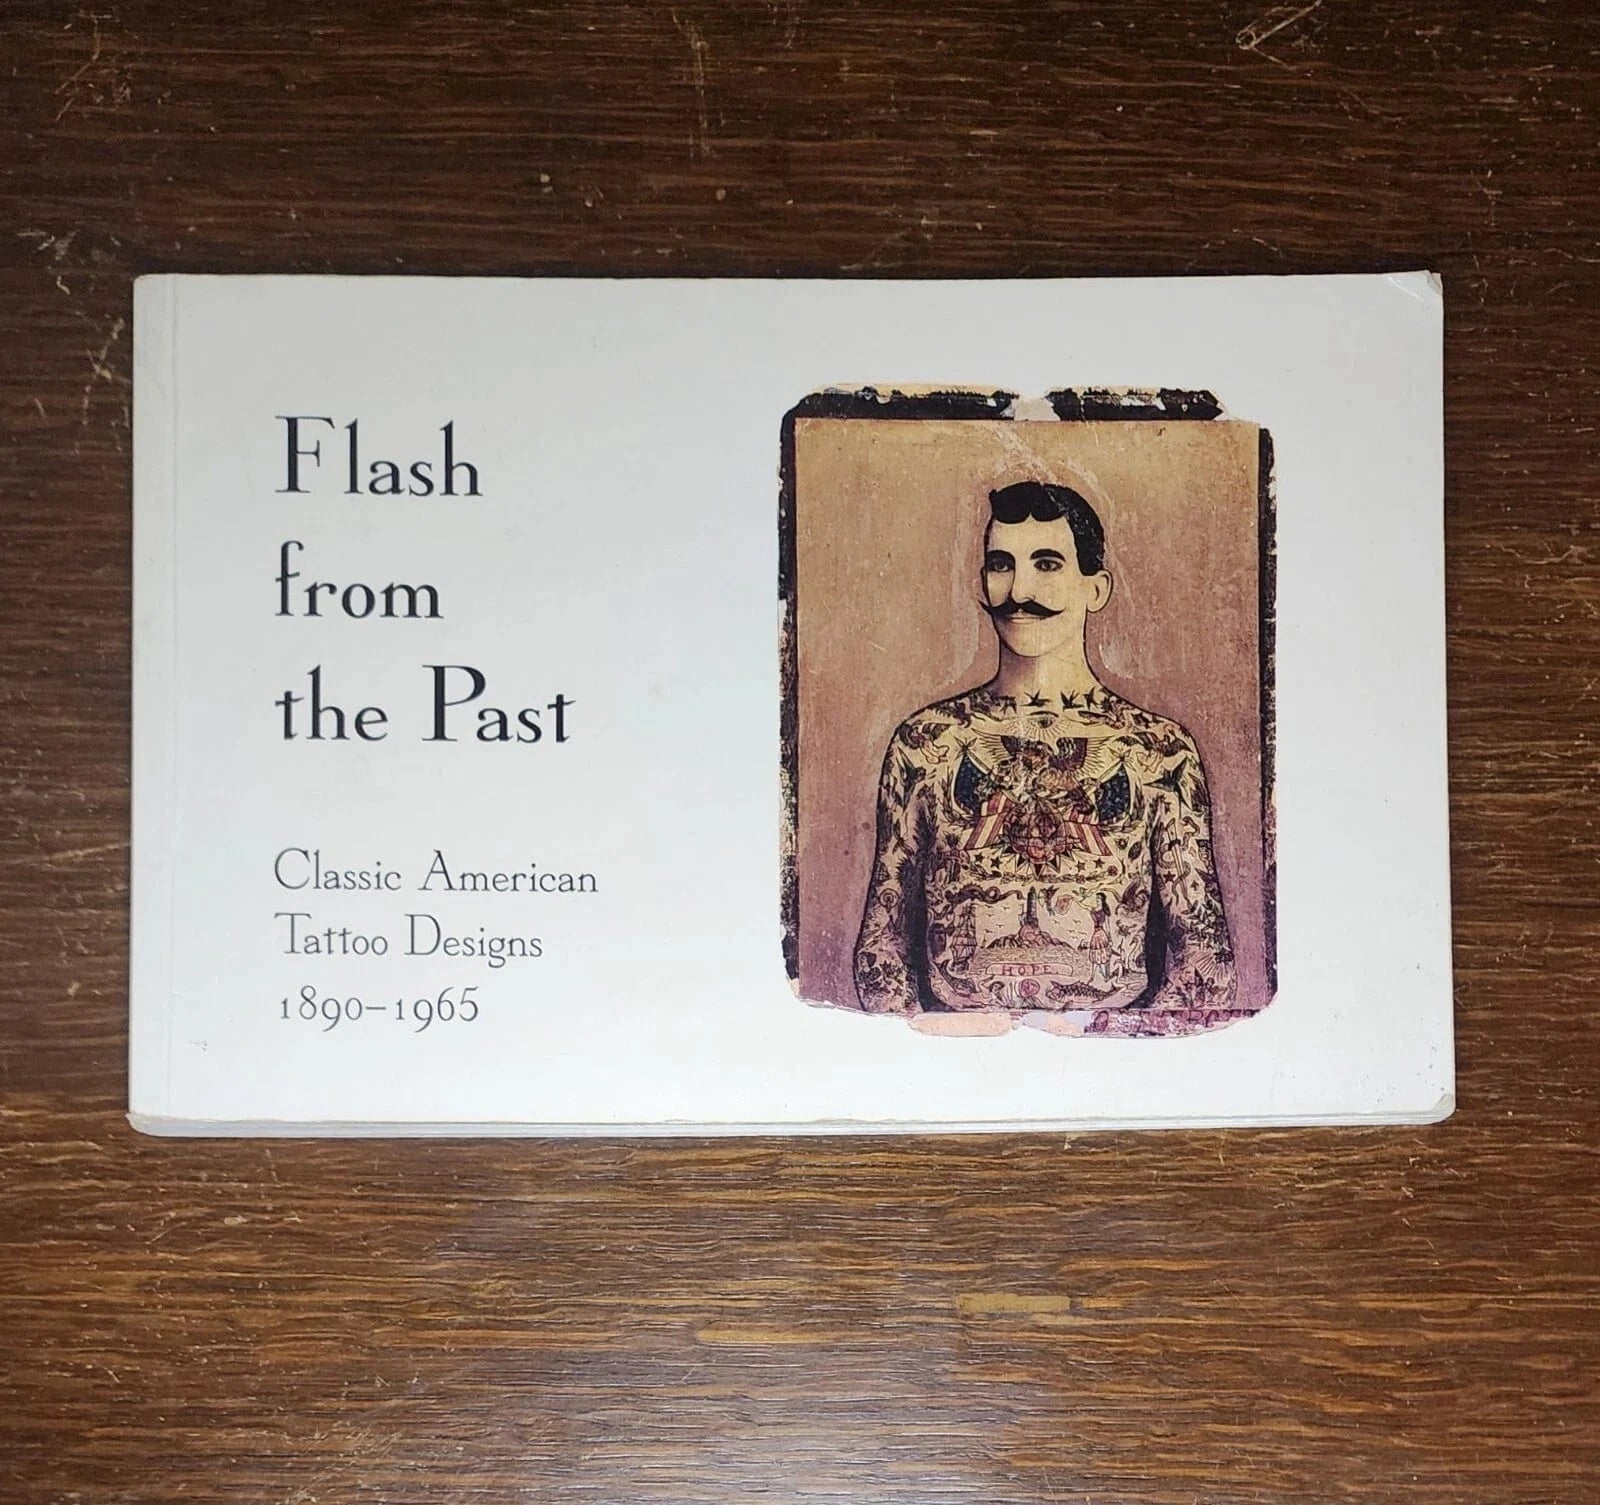 Flash
from
the Past
Classic American
Tattoo Designs
1890–1965
HOPE